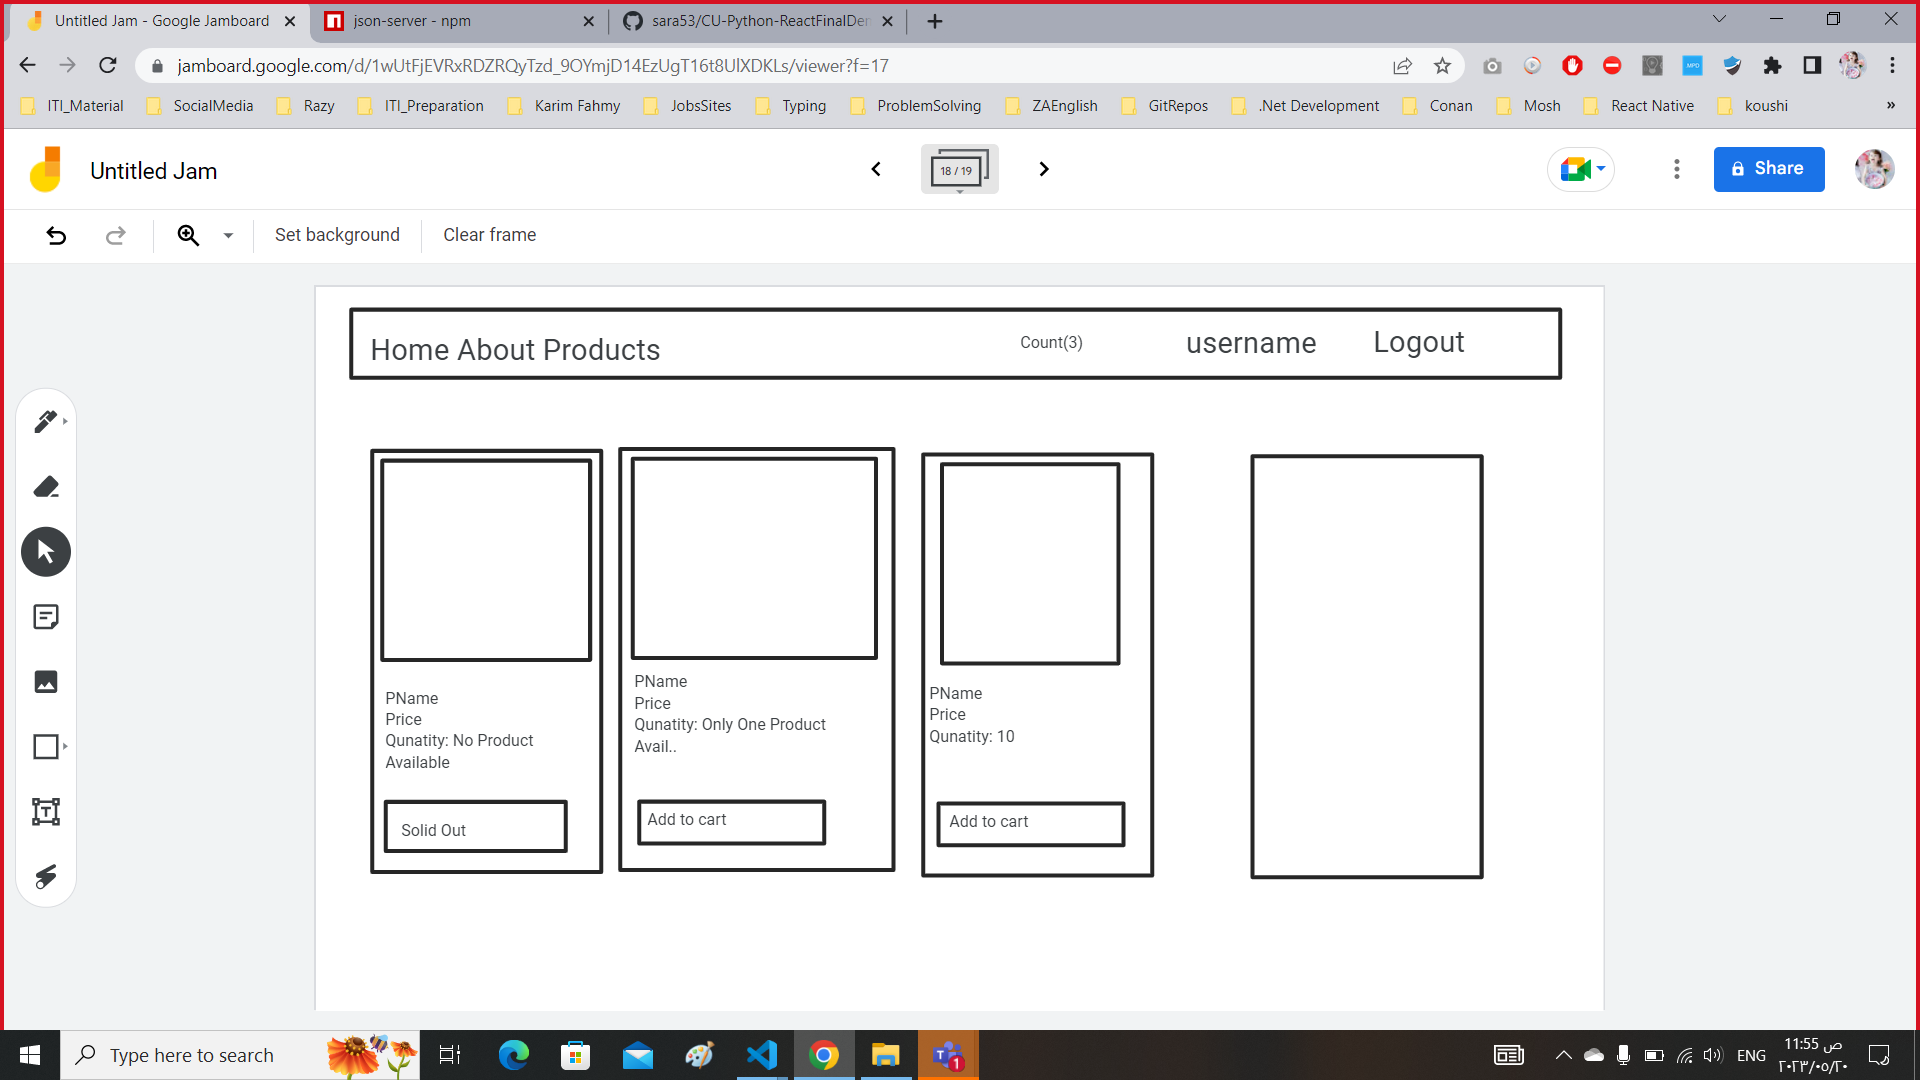 Untitled Jam - Google Jamboard
json-server - npm
sara53/CU-Python-ReactFinalDer
jamboard.google.com/d/1wUtFjEVRxRDZRQyTzd_9OYmjD14EzUgT16t8UlXDKLs/viewer?f=17
ITI_Material
SocialMedia
Razy
ITI_Preparation
Karim Fahmy
JobsSites
Typing
ProblemSolving
ZAEnglish
GitRepos
.Net Development
Conan
Mosh
React Native
koushi
»
Untitled Jam
18 / 19
Share
Set background
Clear frame
Home About Products
Count(3)
username
Logout
PName
Price
Qunatity: No Product
Available
Solid Out
PName
Price
Qunatity: Only One Product
Avail..
Add to cart
PName
Price
Qunatity: 10
Add to cart
Type here to search
1
ENG
11:55 ص
٢٠٢٣/٠٥/٢٠